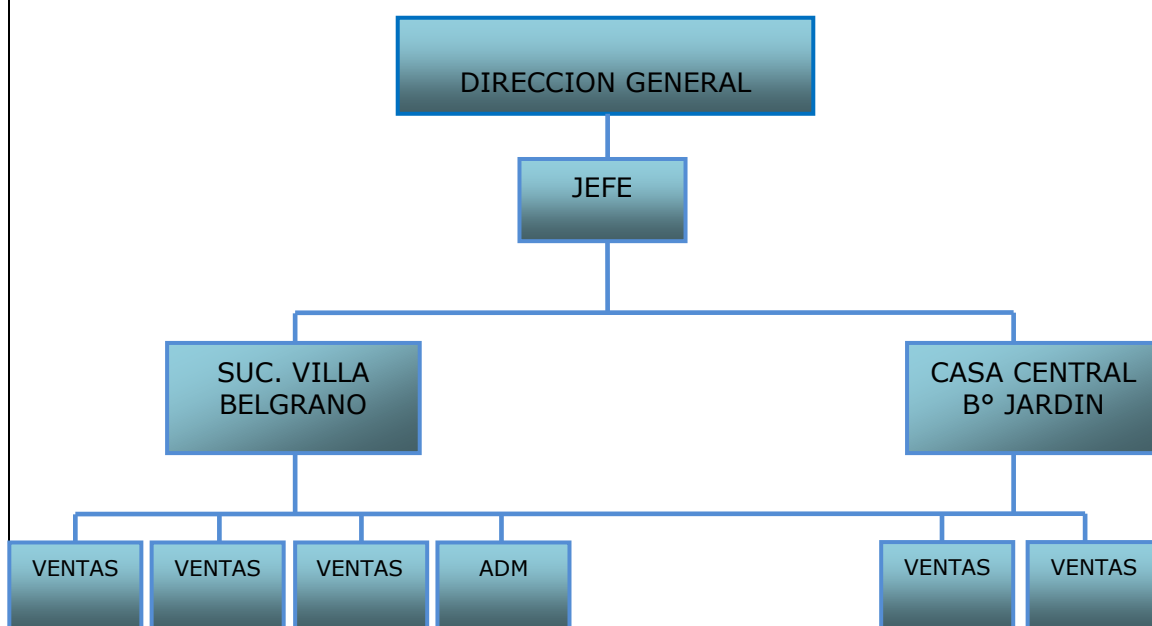 DIRECCION GENERAL
JEFE
SUC. VILLA
BELGRANO
CASA CENTRAL
B° JARDIN
VENTAS
VENTAS
VENTAS
ADM
VENTAS
VENTAS